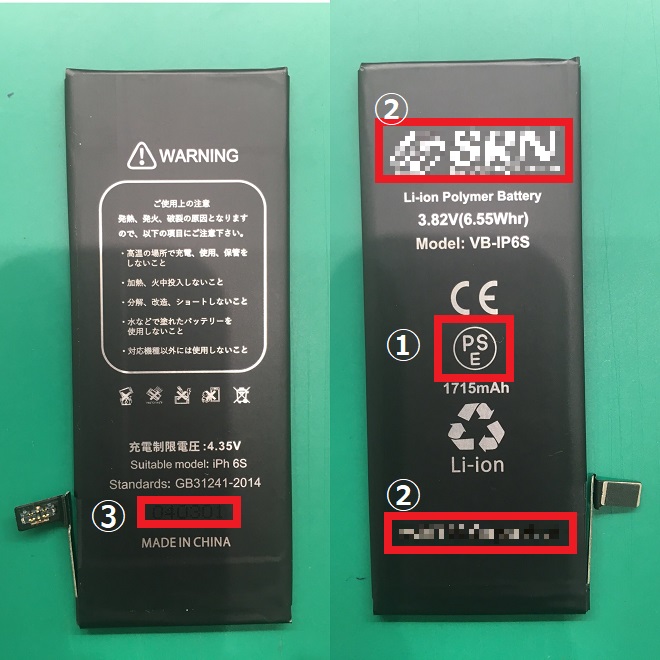 WARNING
ご使用上の注意
発熱、発火、破裂の原因となります
ので、以下の項目にご注意下さい。
・高温の場所で充電、使用、保管を
しないこと
・加熱、火中投入しないこと
・分解、改造、ショートしないこと
・水などで塗れたバッテリーを
使用しないこと
・対応機種以外には使用しないこと
充電制限電圧:4.35V
Suitable model: iPh 6S
Standards: GB31241-2014
③ 040301
MADE IN CHINA
②
Li-ion Polymer Battery
3.82V(6.55Whr)
Model: VB-IP6S
CE
① PS
E
1715mAh
Li-ion
②